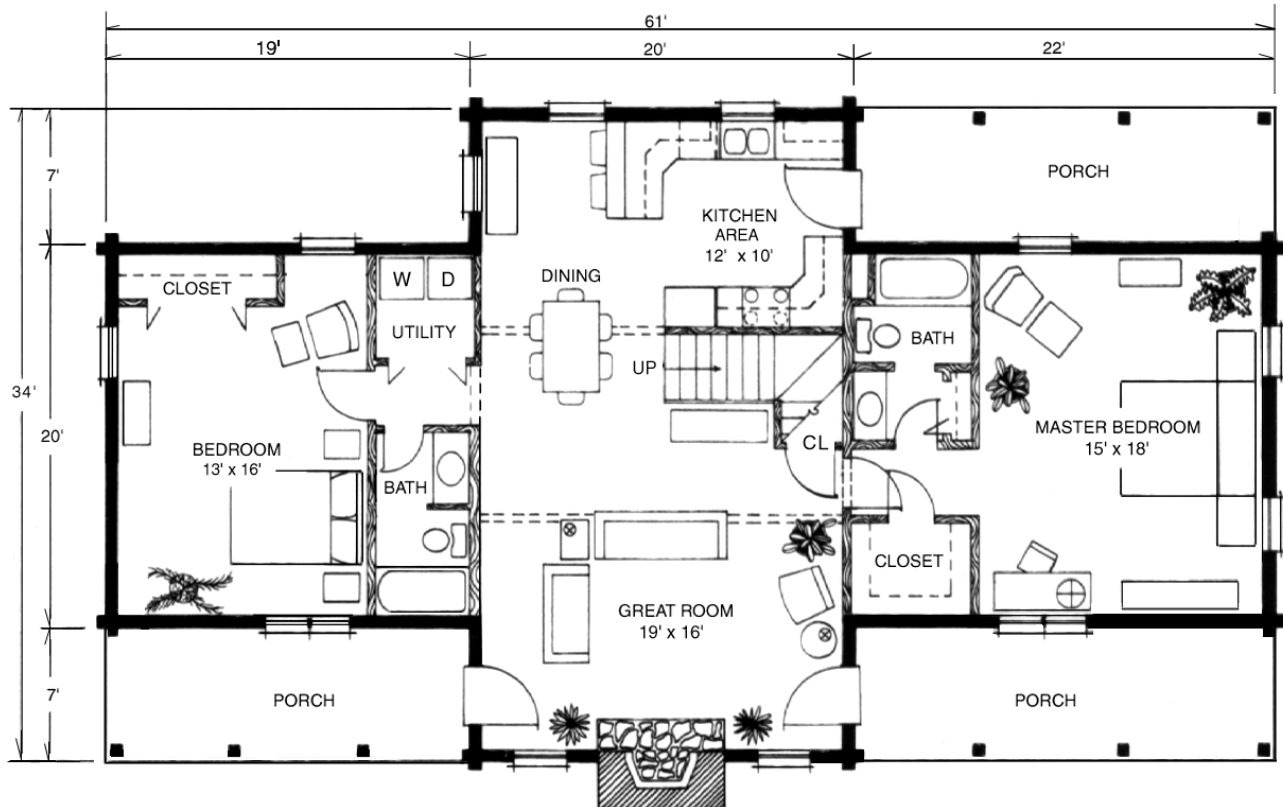 61'
19'
20'
22'
7'
PORCH
KITCHEN
AREA
12' x 10'
DINING
CLOSET
W
D
UTILITY
BATH
34'
UP
20'
BEDROOM
13' x 16'
BATH
CL
MASTER BEDROOM
15' x 18'
CLOSET
GREAT ROOM
19' x 16'
7'
PORCH
PORCH